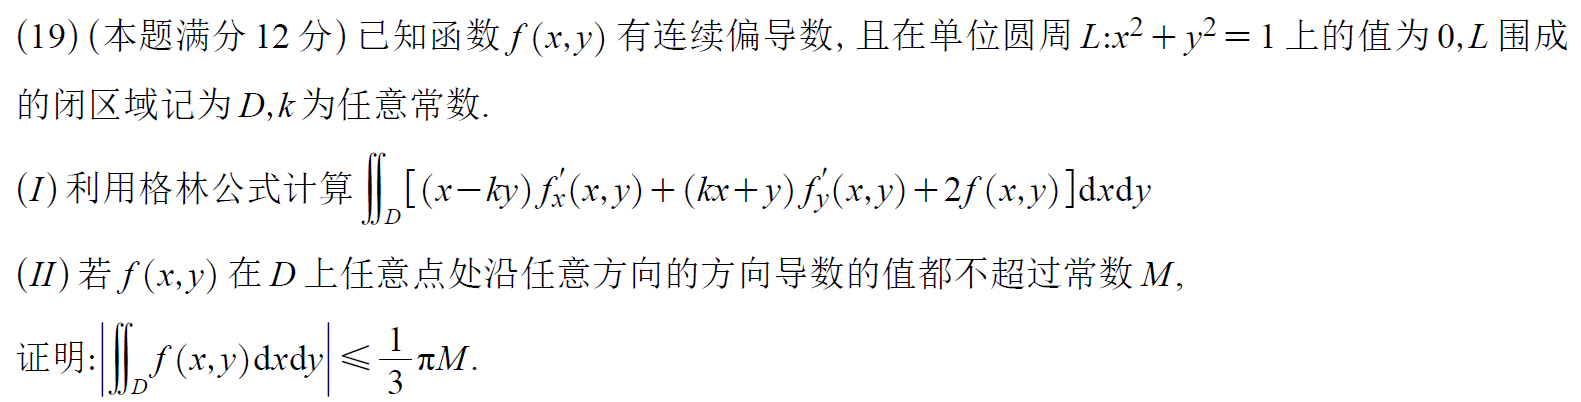 (19)(本题满分 12 分)已知函数 f(x,y) 有连续偏导数, 且在单位圆周 L:x²+y²=1 上的值为 0,L 围成
的闭区域记为 D,k 为任意常数.
(I) 利用格林公式计算 ∬_D [(x-ky)f′ₓ(x,y)+(kx+y)f′_y(x,y)+2f(x,y)]dxdy
(II) 若 f(x,y) 在 D 上任意点处沿任意方向的方向导数的值都不超过常数 M,
证明:|∬_D f(x,y)dxdy| ⩽ 1/3 πM.